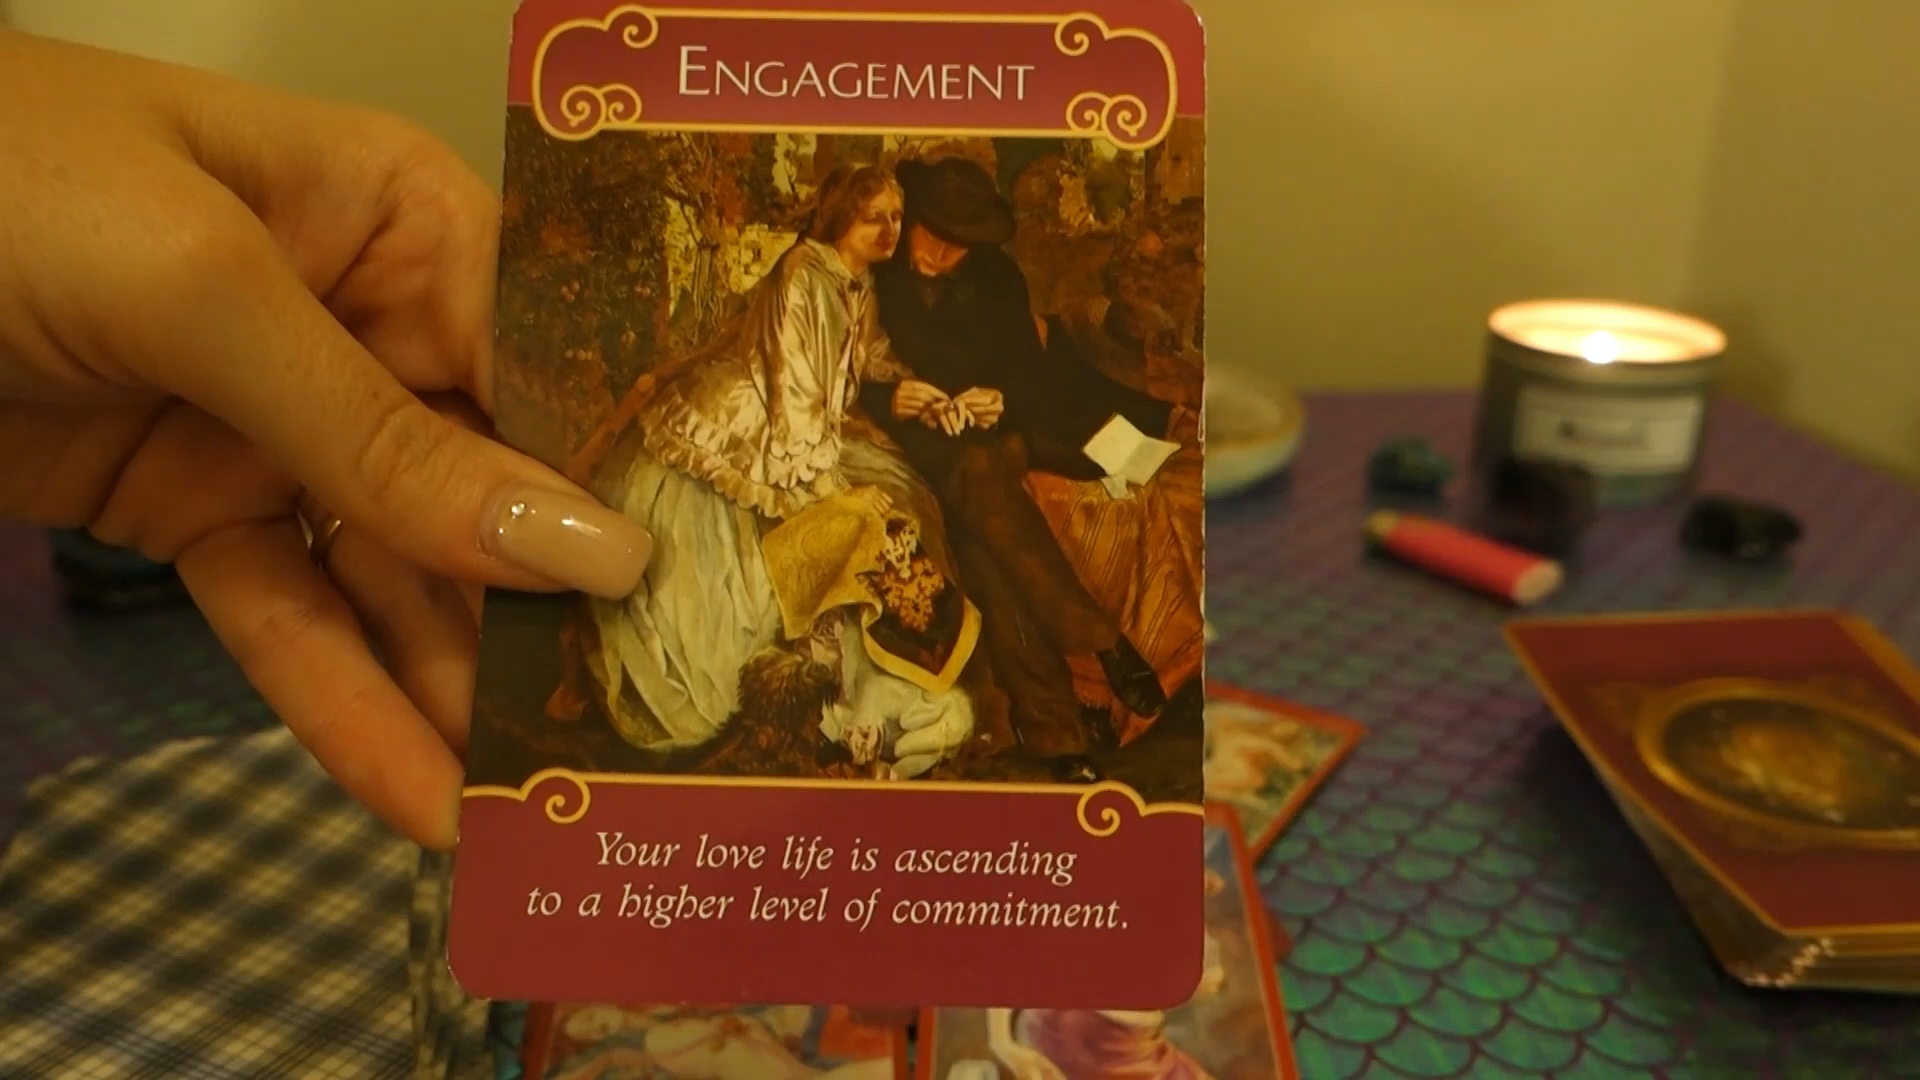 ENGAGEMENT
Your love life is ascending
to a higher level of commitment.